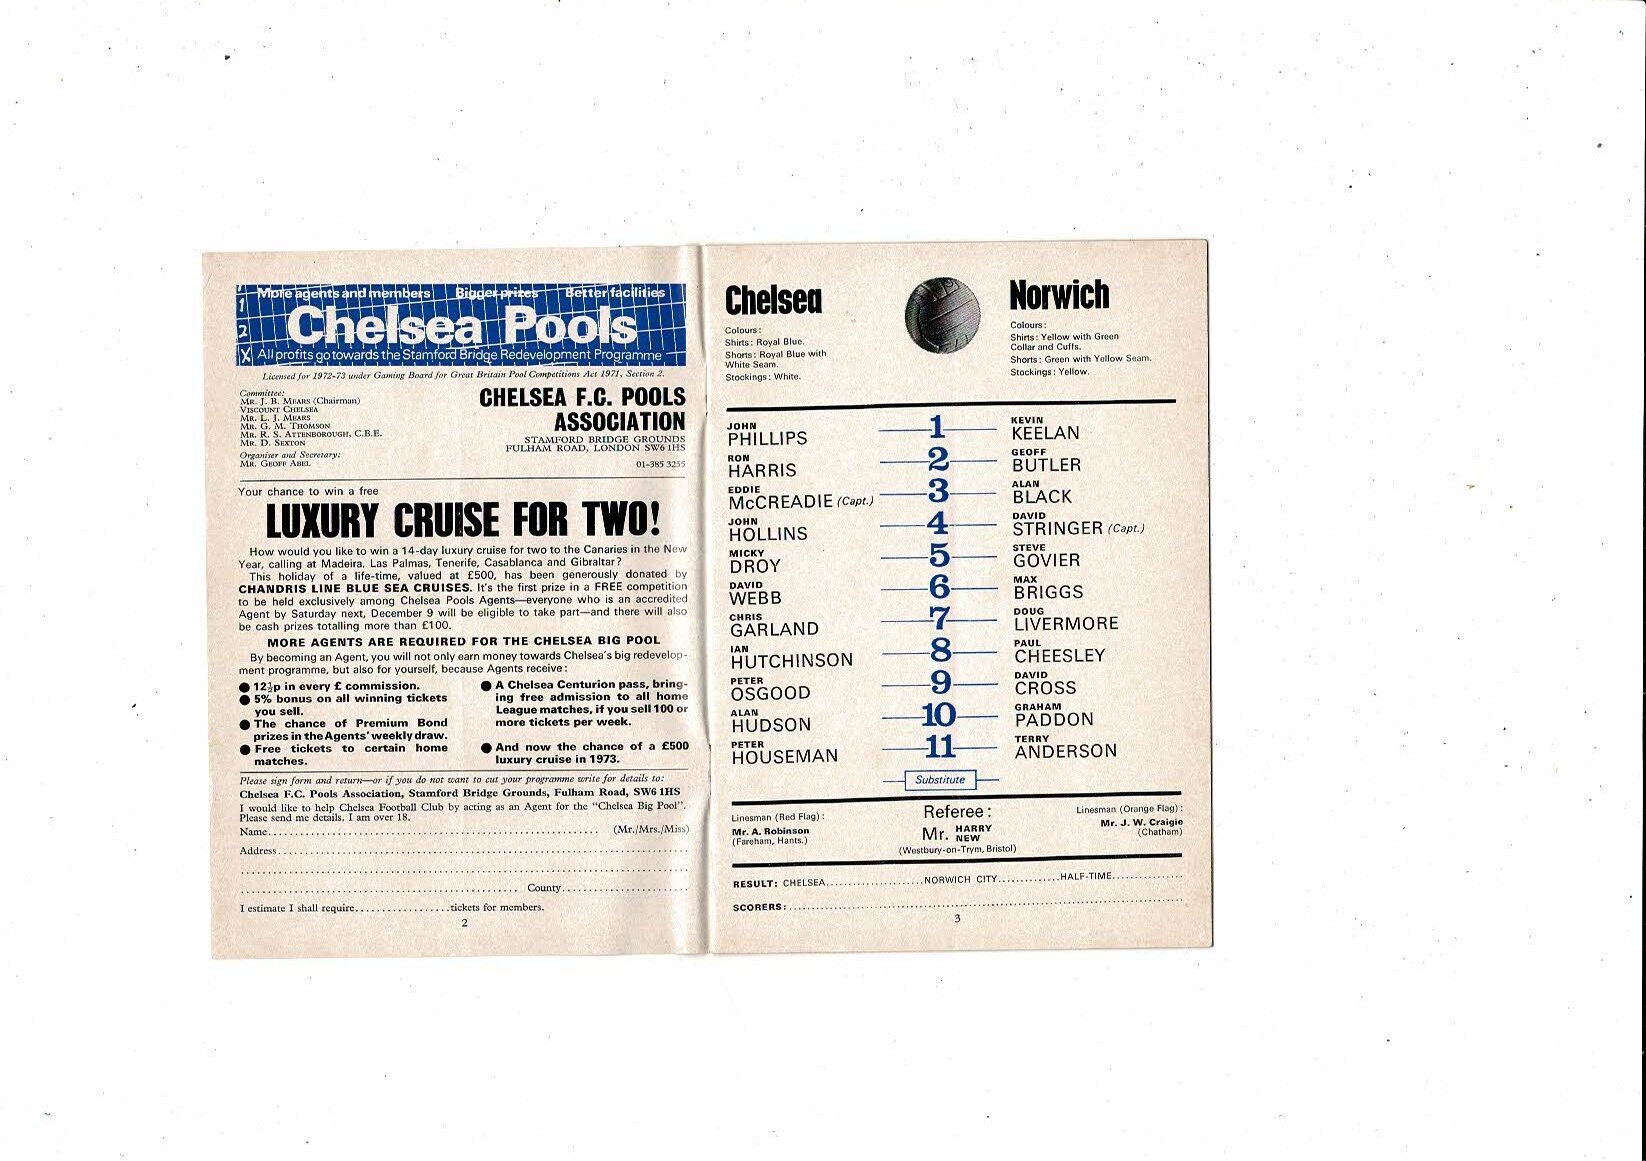 1
2
X
More agents and members Bigger prizes Better facilities
Chelsea Pools
All profits go towards the Stamford Bridge Redevelopment Programme
Licensed for 1972-73 under Gaming Board for Great Britain Pool Competitions Act 1971, Section 2.
Committee:
MR. J. B. MEARS (Chairman)
VISCOUNT CHELSEA
MR. L. J. MEARS
MR. G. M. THOMSON
MR. R. S. ATTENBOROUGH, C.B.E.
MR. D. SEXTON
Organiser and Secretary:
MR. GEOFF ABEL
CHELSEA F.C. POOLS
ASSOCIATION
STAMFORD BRIDGE GROUNDS
FULHAM ROAD, LONDON SW6 1HS
01-385 3255
Your chance to win a free
LUXURY CRUISE FOR TWO!
How would you like to win a 14-day luxury cruise for two to the Canaries in the New
Year, calling at Madeira, Las Palmas, Tenerife, Casablanca and Gibraltar?
This holiday of a life-time, valued at £500, has been generously donated by
CHANDRIS LINE BLUE SEA CRUISES. It's the first prize in a FREE competition
to be held exclusively among Chelsea Pools Agents—everyone who is an accredited
Agent by Saturday next, December 9 will be eligible to take part—and there will also
be cash prizes totalling more than £100.
MORE AGENTS ARE REQUIRED FOR THE CHELSEA BIG POOL
By becoming an Agent, you will not only earn money towards Chelsea's big redevelop-
ment programme, but also for yourself, because Agents receive:
● 12½p in every £ commission.
● 5% bonus on all winning tickets
you sell.
● The chance of Premium Bond
prizes in the Agents' weekly draw.
● Free tickets to certain home
matches.
● A Chelsea Centurion pass, bring-
ing free admission to all home
League matches, if you sell 100 or
more tickets per week.
● And now the chance of a £500
luxury cruise in 1973.
Please sign form and return—or if you do not want to cut your programme write for details to:
Chelsea F.C. Pools Association, Stamford Bridge Grounds, Fulham Road, SW6 1HS
I would like to help Chelsea Football Club by acting as an Agent for the "Chelsea Big Pool".
Please send me details. I am over 18.
Name.......................................................... (Mr./Mrs./Miss)
Address..........................................................................
..........................................................................
.................................................. County......................
I estimate I shall require..................tickets for members.
2
Chelsea
Colours:
Shirts: Royal Blue.
Shorts: Royal Blue with
White Seam.
Stockings: White.
Norwich
Colours:
Shirts: Yellow with Green
Collar and Cuffs.
Shorts: Green with Yellow Seam.
Stockings: Yellow.
JOHN PHILLIPS 1 KEVIN KEELAN
RON HARRIS 2 GEOFF BUTLER
EDDIE McCREADIE (Capt.) 3 ALAN BLACK
JOHN HOLLINS 4 DAVID STRINGER (Capt.)
MICKY DROY 5 STEVE GOVIER
DAVID WEBB 6 MAX BRIGGS
CHRIS GARLAND 7 DOUG LIVERMORE
IAN HUTCHINSON 8 PAUL CHEESLEY
PETER OSGOOD 9 DAVID CROSS
ALAN HUDSON 10 GRAHAM PADDON
PETER HOUSEMAN 11 TERRY ANDERSON
Substitute
Linesman (Red Flag):
Mr. A. Robinson
(Fareham, Hants.)
Referee:
Mr. HARRY NEW
(Westbury-on-Trym, Bristol)
Linesman (Orange Flag):
Mr. J. W. Craigie
(Chatham)
RESULT: CHELSEA......................NORWICH CITY.............HALF-TIME...............
SCORERS:..........................................................................
3